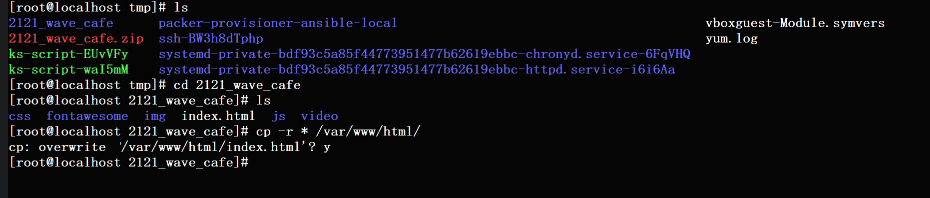 [root@localhost tmp]# ls
2121_wave_cafe packer-provisioner-ansible-local vboxguest-Module.symvers
2121_wave_cafe.zip ssh-BW3h8dTphp yum.log
ks-script-EUvVFy systemd-private-bdf93c5a85f44773951477b62619ebbc-chronyd.service-6FqVHQ
ks-script-waI5mM systemd-private-bdf93c5a85f44773951477b62619ebbc-httpd.service-i6i6Aa
[root@localhost tmp]# cd 2121_wave_cafe
[root@localhost 2121_wave_cafe]# ls
css fontawesome img index.html js video
[root@localhost 2121_wave_cafe]# cp -r * /var/www/html/
cp: overwrite '/var/www/html/index.html'? y
[root@localhost 2121_wave_cafe]#